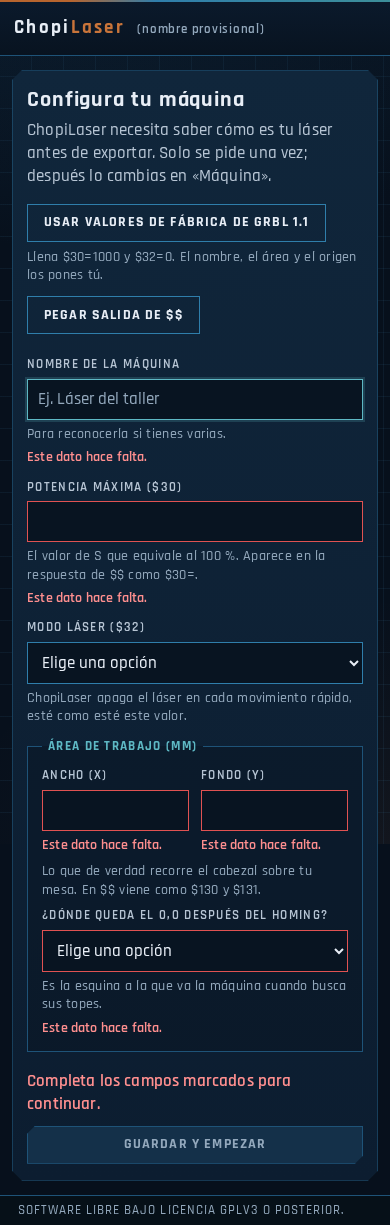 ChopiLaser (nombre provisional)
Configura tu máquina
ChopiLaser necesita saber cómo es tu láser
antes de exportar. Solo se pide una vez;
después lo cambias en «Máquina».
USAR VALORES DE FÁBRICA DE GRBL 1.1
Llena $30=1000 y $32=0. El nombre, el área y el origen
los pones tú.
PEGAR SALIDA DE $$
NOMBRE DE LA MÁQUINA
Ej. Láser del taller
Para reconocerla si tienes varias.
Este dato hace falta.
POTENCIA MÁXIMA ($30)
El valor de S que equivale al 100 %. Aparece en la
respuesta de $$ como $30=.
Este dato hace falta.
MODO LÁSER ($32)
Elige una opción
ChopiLaser apaga el láser en cada movimiento rápido,
esté como esté este valor.
ÁREA DE TRABAJO (MM)
ANCHO (X) FONDO (Y)
Este dato hace falta. Este dato hace falta.
Lo que de verdad recorre el cabezal sobre tu
mesa. En $$ viene como $130 y $131.
¿DÓNDE QUEDA EL 0,0 DESPUÉS DEL HOMING?
Elige una opción
Es la esquina a la que va la máquina cuando busca
sus topes.
Este dato hace falta.
Completa los campos marcados para
continuar.
GUARDAR Y EMPEZAR
SOFTWARE LIBRE BAJO LICENCIA GPLV3 O POSTERIOR.